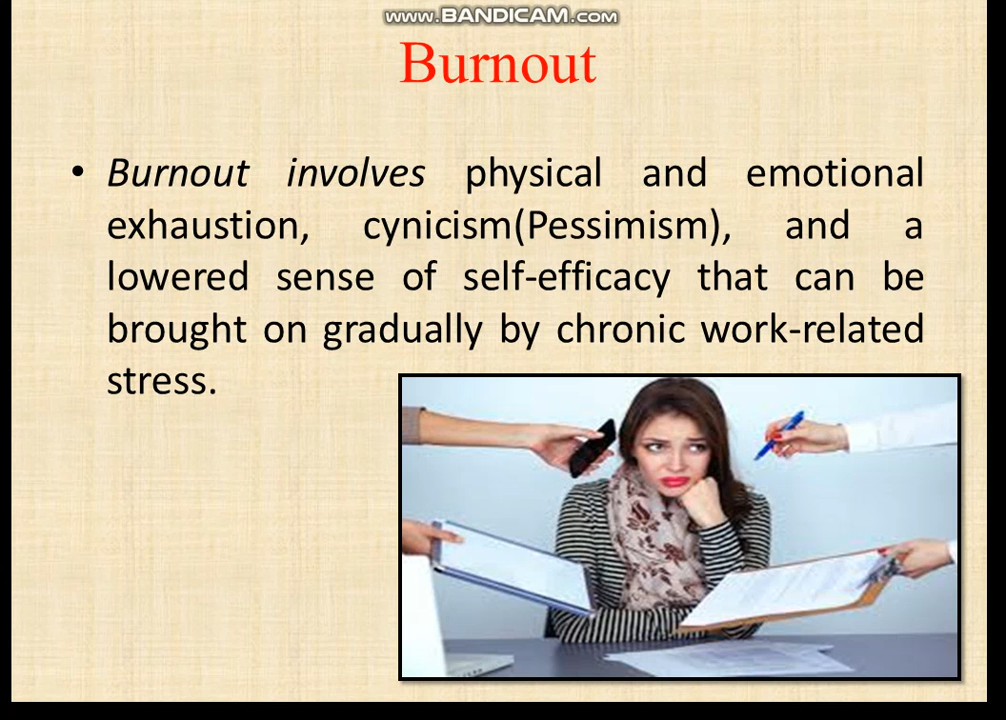 www.BANDICAM.com
Burnout
• Burnout involves physical and emotional
exhaustion, cynicism(Pessimism), and a
lowered sense of self-efficacy that can be
brought on gradually by chronic work-related
stress.